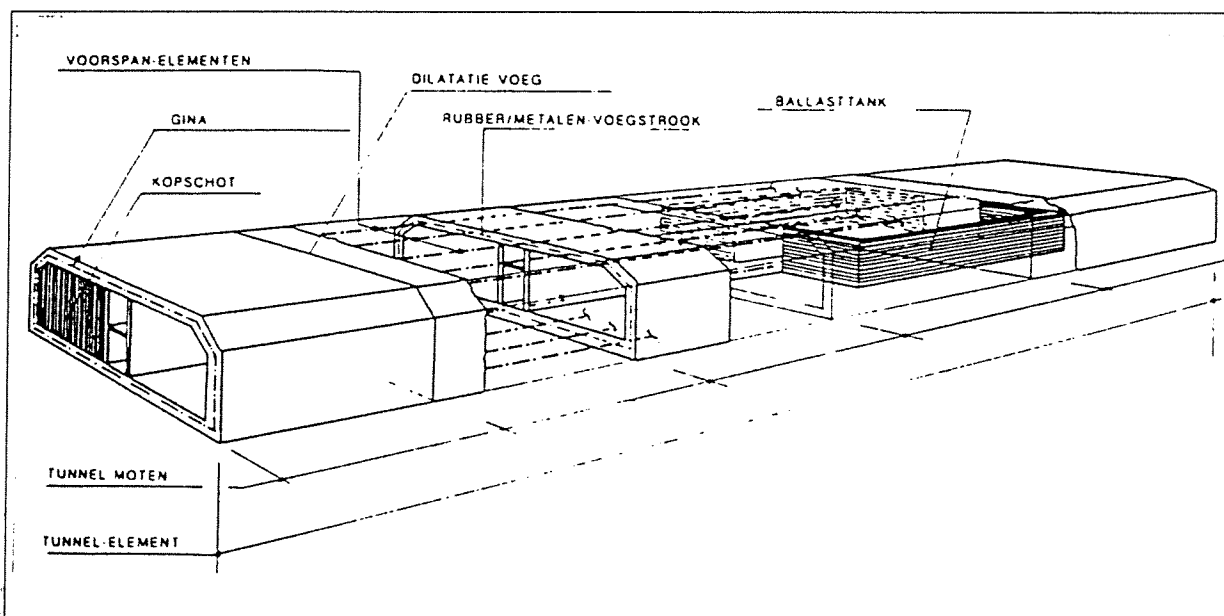 VOORSPAN-ELEMENTEN
DILATATIE VOEG
BALLASTTANK
GINA
RUBBER/METALEN-VOEGSTROOK
KOPSCHOT
TUNNEL MOTEN
TUNNEL-ELEMENT